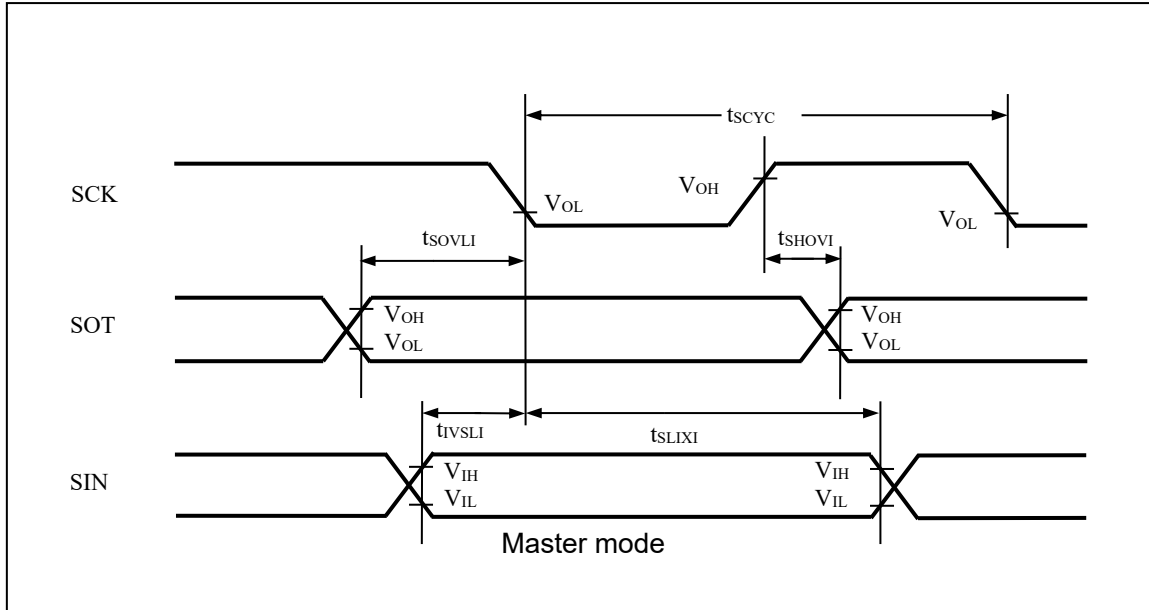 tSCYC
SCK
VOH
VOL
VOL
tSOVLI
tSHOVI
SOT
VOH
VOH
VOL
VOL
tIVSLI
tSLIXI
SIN
VIH
VIH
VIL
VIL
Master mode